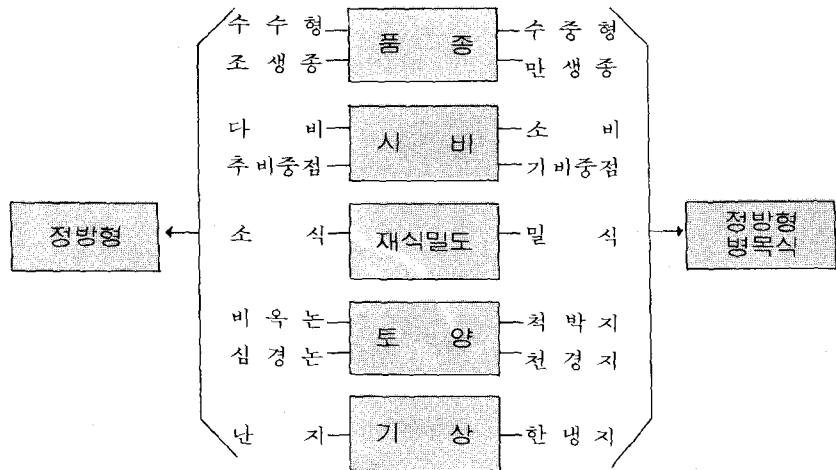 수 수 형 품 종 수 중 형
조 생 종 만 생 종
다 비 시 비 소 비
추비중점 기비중점
정방형 소 식 재식밀도 밀 식 정방형
병목식
비 옥 논 토 양 척 박 지
심 경 논 천 경 지
난 지 기 상 한 냉 지